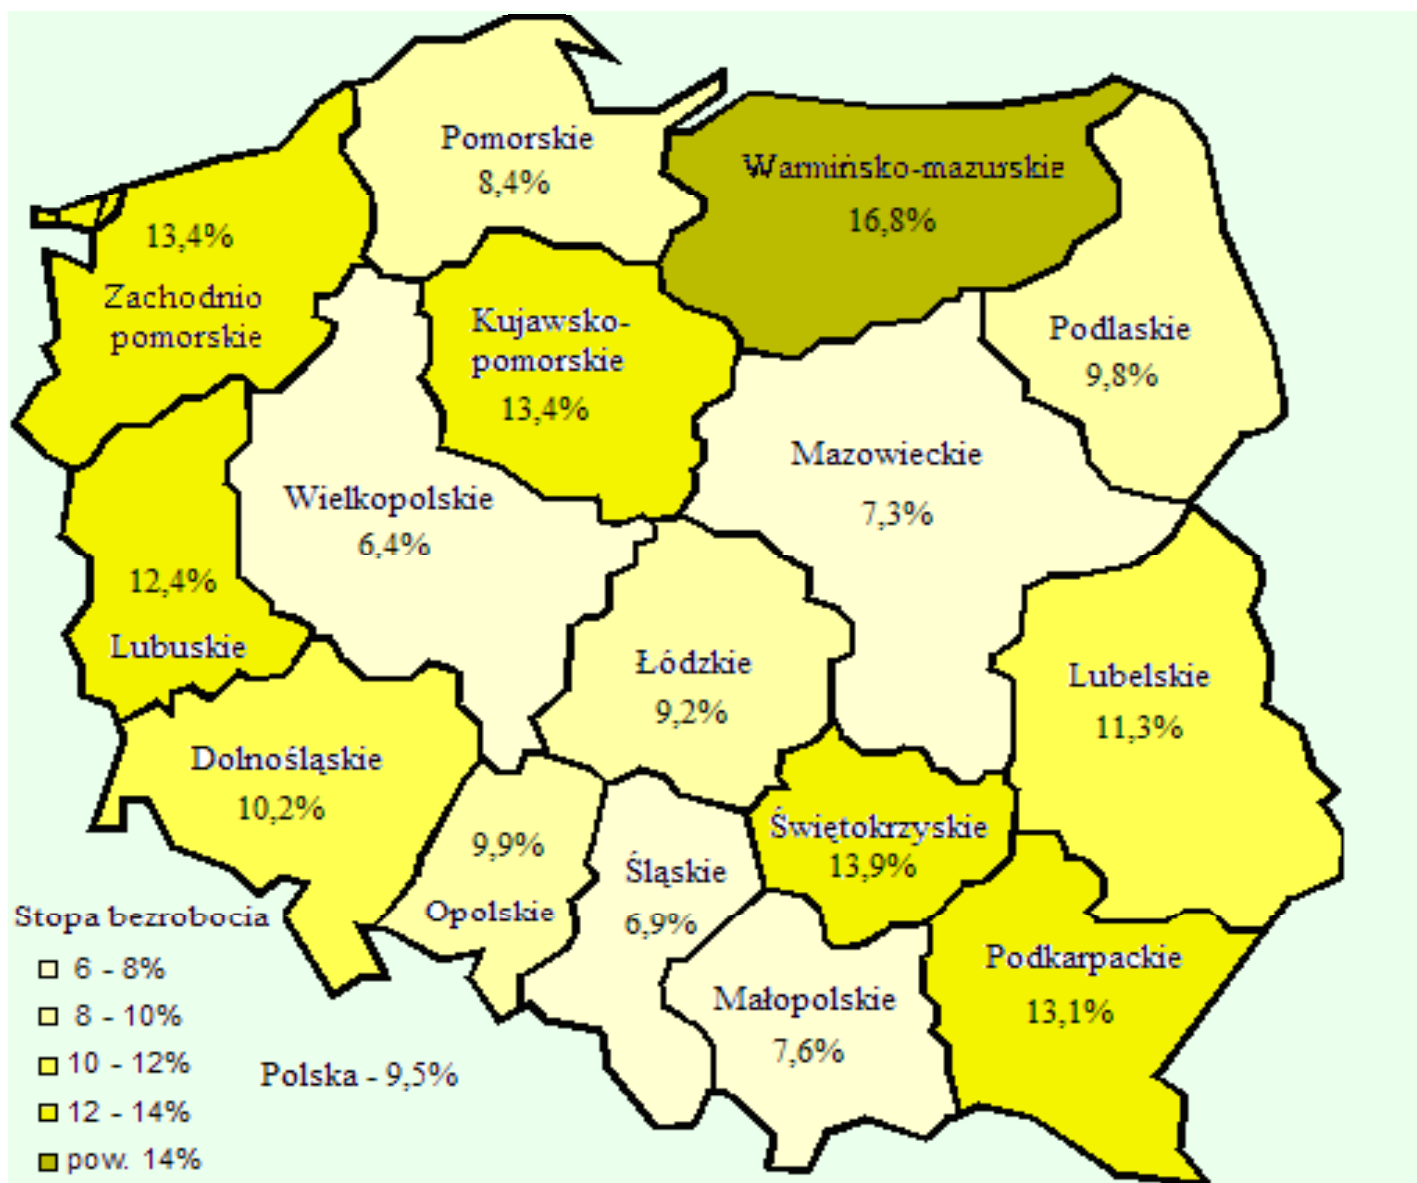 Pomorskie
8,4%
Warmińsko-mazurskie
16,8%
13,4%
Zachodnio
pomorskie
Kujawsko-
pomorskie
13,4%
Podlaskie
9,8%
Mazowieckie
7,3%
Wielkopolskie
6,4%
12,4%
Lubuskie
Łódzkie
9,2%
Lubelskie
11,3%
Dolnośląskie
10,2%
9,9%
Opolskie
Śląskie
6,9%
Świętokrzyskie
13,9%
Podkarpackie
13,1%
Małopolskie
7,6%
Stopa bezrobocia
6 - 8%
8 - 10%
10 - 12%
12 - 14%
pow. 14%
Polska - 9,5%